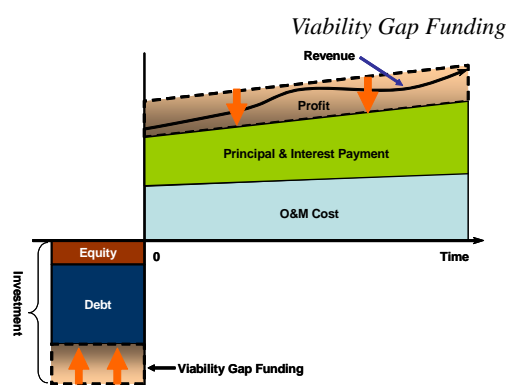 Viability Gap Funding
Revenue
Profit
Principal & Interest Payment
O&M Cost
Equity
0
Time
Investment
Debt
Viability Gap Funding